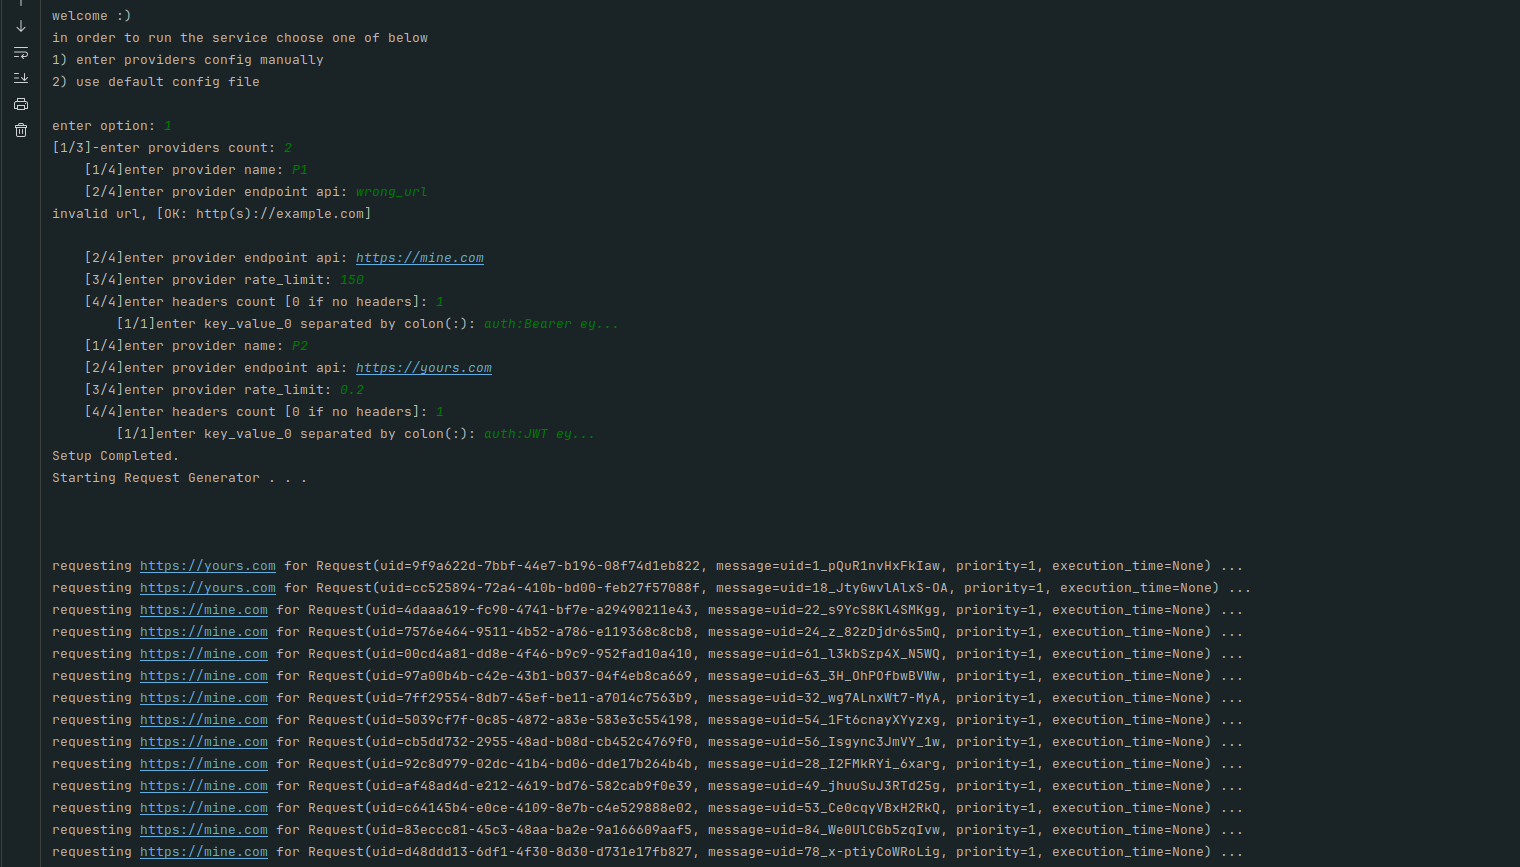 welcome :)
in order to run the service choose one of below
1) enter providers config manually
2) use default config file
enter option: 1
[1/3]-enter providers count: 2
[1/4]enter provider name: P1
[2/4]enter provider endpoint api: wrong_url
invalid url, [OK: http(s)://example.com]
[2/4]enter provider endpoint api: https://mine.com
[3/4]enter provider rate_limit: 150
[4/4]enter headers count [0 if no headers]: 1
[1/1]enter key_value_0 separated by colon(:): auth:Bearer ey...
[1/4]enter provider name: P2
[2/4]enter provider endpoint api: https://yours.com
[3/4]enter provider rate_limit: 0.2
[4/4]enter headers count [0 if no headers]: 1
[1/1]enter key_value_0 separated by colon(:): auth:JWT ey...
Setup Completed.
Starting Request Generator . . .
requesting https://yours.com for Request(uid=9f9a622d-7bbf-44e7-b196-08f74d1eb822, message=uid=1_pQuR1nvHxFkIaw, priority=1, execution_time=None) ...
requesting https://yours.com for Request(uid=cc525894-72a4-410b-bd00-feb27f57088f, message=uid=18_JtyGwvlAlxS-OA, priority=1, execution_time=None) ...
requesting https://mine.com for Request(uid=4daaa619-fc90-4741-bf7e-a29490211e43, message=uid=22_s9YcS8Kl4SMKgg, priority=1, execution_time=None) ...
requesting https://mine.com for Request(uid=7576e464-9511-4b52-a786-e119368c8cb8, message=uid=24_z_82zDjdr6s5mQ, priority=1, execution_time=None) ...
requesting https://mine.com for Request(uid=00cd4a81-dd8e-4f46-b9c9-952fad10a410, message=uid=61_l3kbSzp4X_N5WQ, priority=1, execution_time=None) ...
requesting https://mine.com for Request(uid=97a00b4b-c42e-43b1-b037-04f4eb8ca669, message=uid=63_3H_OhPOfbwBVWw, priority=1, execution_time=None) ...
requesting https://mine.com for Request(uid=7ff29554-8db7-45ef-be11-a7014c7563b9, message=uid=32_wg7ALnxWt7-MyA, priority=1, execution_time=None) ...
requesting https://mine.com for Request(uid=5039cf7f-0c85-4872-a83e-583e3c554198, message=uid=54_1Ft6cnayXYyzxg, priority=1, execution_time=None) ...
requesting https://mine.com for Request(uid=cb5dd732-2955-48ad-b08d-cb452c4769f0, message=uid=56_Isgync3JmVY_1w, priority=1, execution_time=None) ...
requesting https://mine.com for Request(uid=92c8d979-02dc-41b4-bd06-dde17b264b4b, message=uid=28_I2FMkRYi_6xarg, priority=1, execution_time=None) ...
requesting https://mine.com for Request(uid=af48ad4d-e212-4619-bd76-582cab9f0e39, message=uid=49_jhuuSuJ3RTd25g, priority=1, execution_time=None) ...
requesting https://mine.com for Request(uid=c64145b4-e0ce-4109-8e7b-c4e529888e02, message=uid=53_Ce0cqyVBxH2RkQ, priority=1, execution_time=None) ...
requesting https://mine.com for Request(uid=83eccc81-45c3-48aa-ba2e-9a166609aaf5, message=uid=84_We0UlCGb5zqIvw, priority=1, execution_time=None) ...
requesting https://mine.com for Request(uid=d48ddd13-6df1-4f30-8d30-d731e17fb827, message=uid=78_x-ptiyCoWRoLig, priority=1, execution_time=None) ...